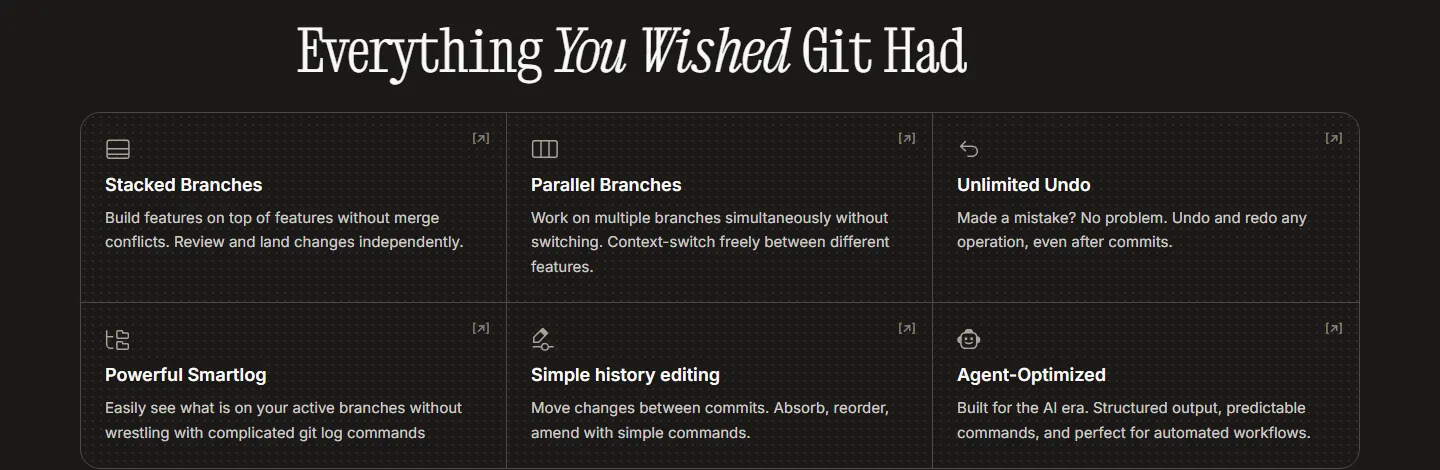 Everything You Wished Git Had
[↗]
Stacked Branches
Build features on top of features without merge
conflicts. Review and land changes independently.
[↗]
Parallel Branches
Work on multiple branches simultaneously without
switching. Context-switch freely between different
features.
[↗]
Unlimited Undo
Made a mistake? No problem. Undo and redo any
operation, even after commits.
[↗]
Powerful Smartlog
Easily see what is on your active branches without
wrestling with complicated git log commands
[↗]
Simple history editing
Move changes between commits. Absorb, reorder,
amend with simple commands.
[↗]
Agent-Optimized
Built for the AI era. Structured output, predictable
commands, and perfect for automated workflows.